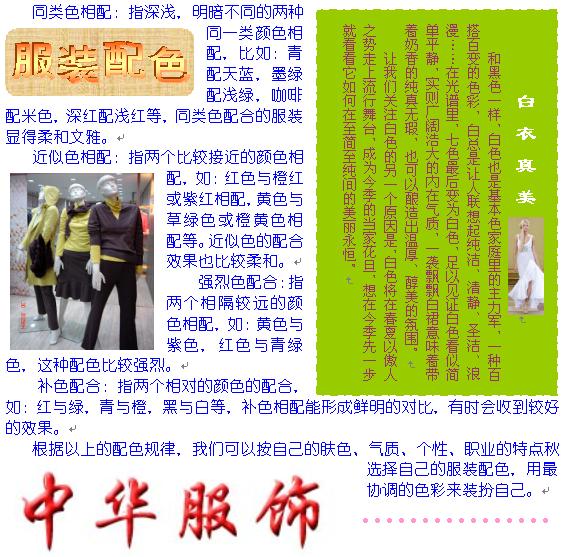 同类色相配：指深浅，明暗不同的两种
服装配色
同一类颜色相
配，比如：青
配天蓝，墨绿
配浅绿，咖啡
配米色，深红配浅红等，同类色配合的服装
显得柔和文雅。
近似色相配：指两个比较接近的颜色相
配，如：红色与橙红
或紫红相配，黄色与
草绿色或橙黄色相
配等。近似色的配合
效果也比较柔和。
强烈色配合：指
两个相隔较远的颜
色相配，如：黄色与
紫色，红色与青绿
色，这种配色比较强烈。
补色配合：指两个相对的颜色的配合，
如：红与绿，青与橙，黑与白等，补色相配能形成鲜明的对比，有时会收到较好
的效果。
根据以上的配色规律，我们可以按自己的肤色、气质、个性、职业的特点秋
选择自己的服装配色，用最
协调的色彩来装扮自己。
中华服饰
白衣真美
和黑色一样，白色也是基本色家庭里的主力军，一种百
搭百变的色彩，白总是让人联想起纯洁、清静、圣洁、浪
漫……在光谱里，七色最后变为白色，足以见证白色看似简
单平静，实则广阔浩大的内在气质，一袭飘飘白裙意味着带
着奶香的纯真无瑕，也可以酿造出温厚、醇美的氛围。
让我们关注白色的另一个原因是，白色将在春夏以傲人
之势走上流行舞台，成为今季的当家花旦，想在今季先一步
就看看它如何在至简至纯间的美丽永恒。